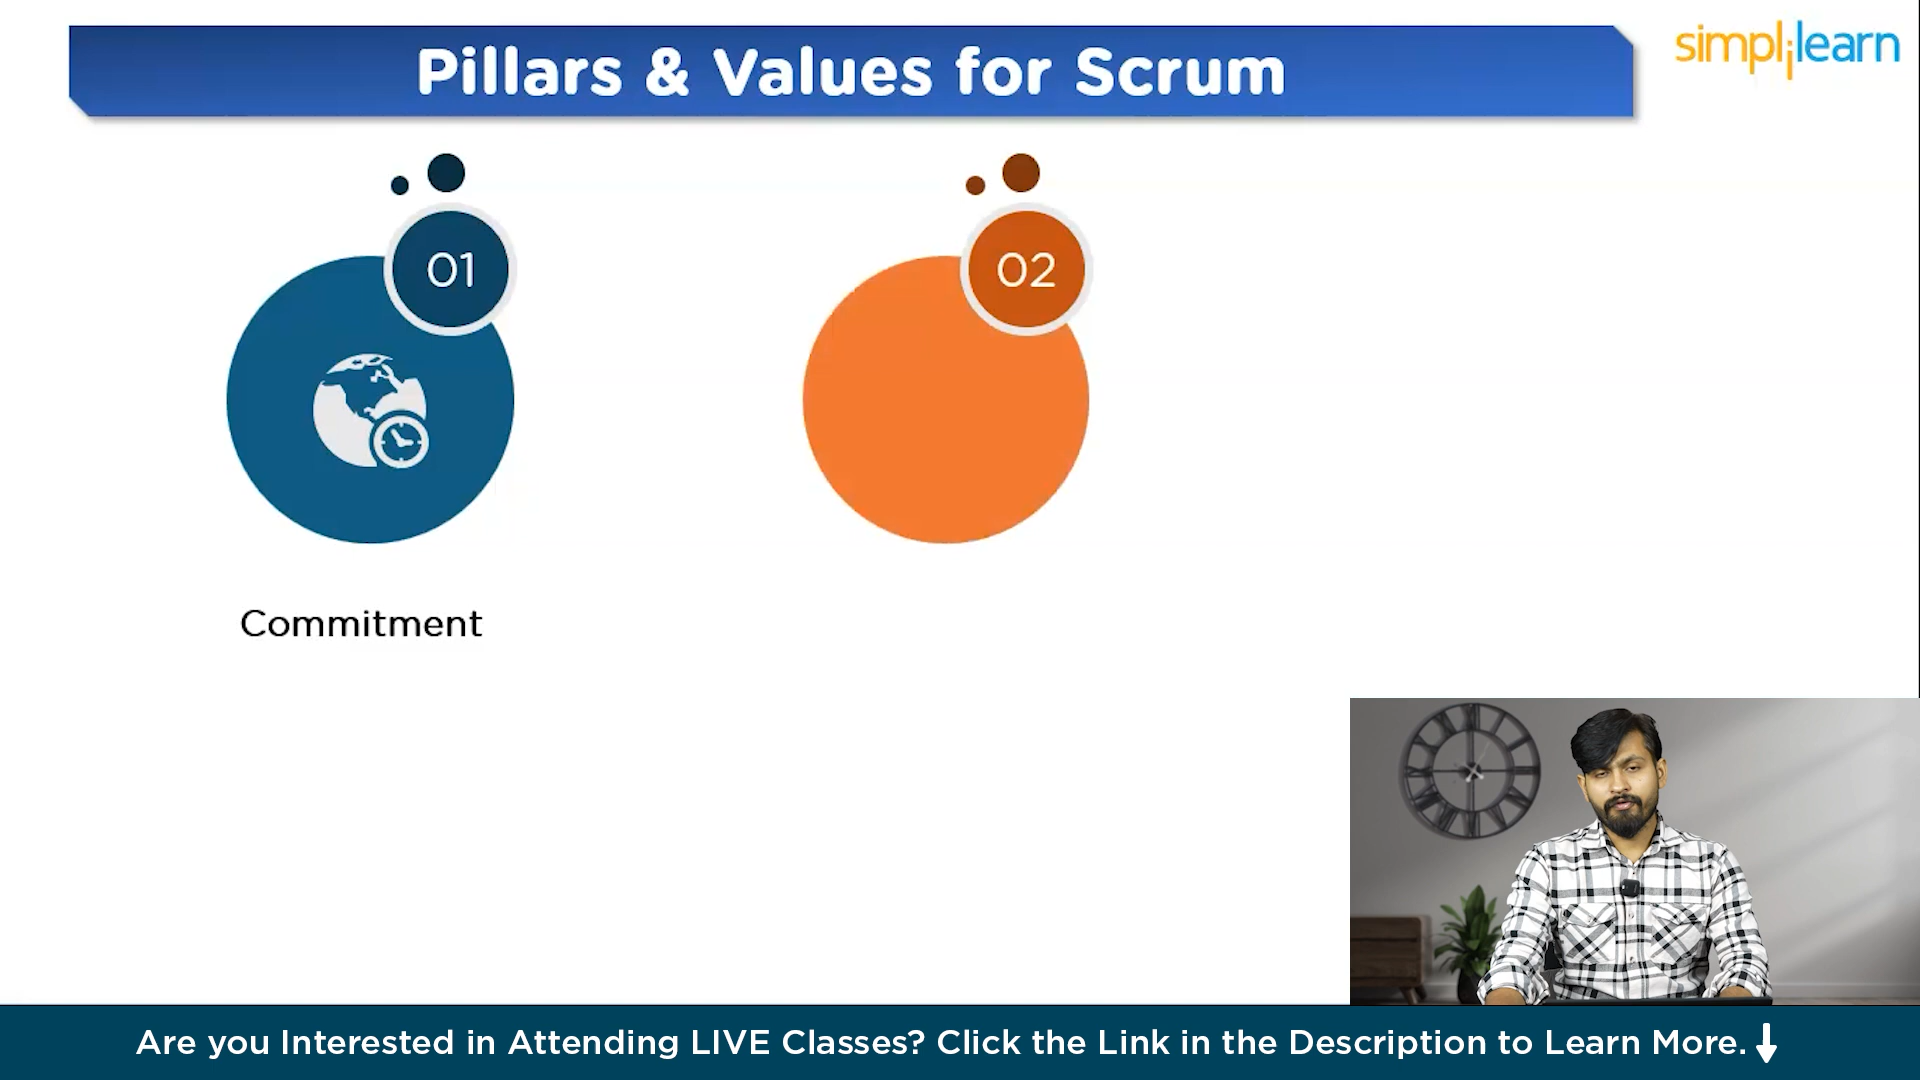 Pillars & Values for Scrum
simplilearn
01
02
Commitment
Are you Interested in Attending LIVE Classes? Click the Link in the Description to Learn More.